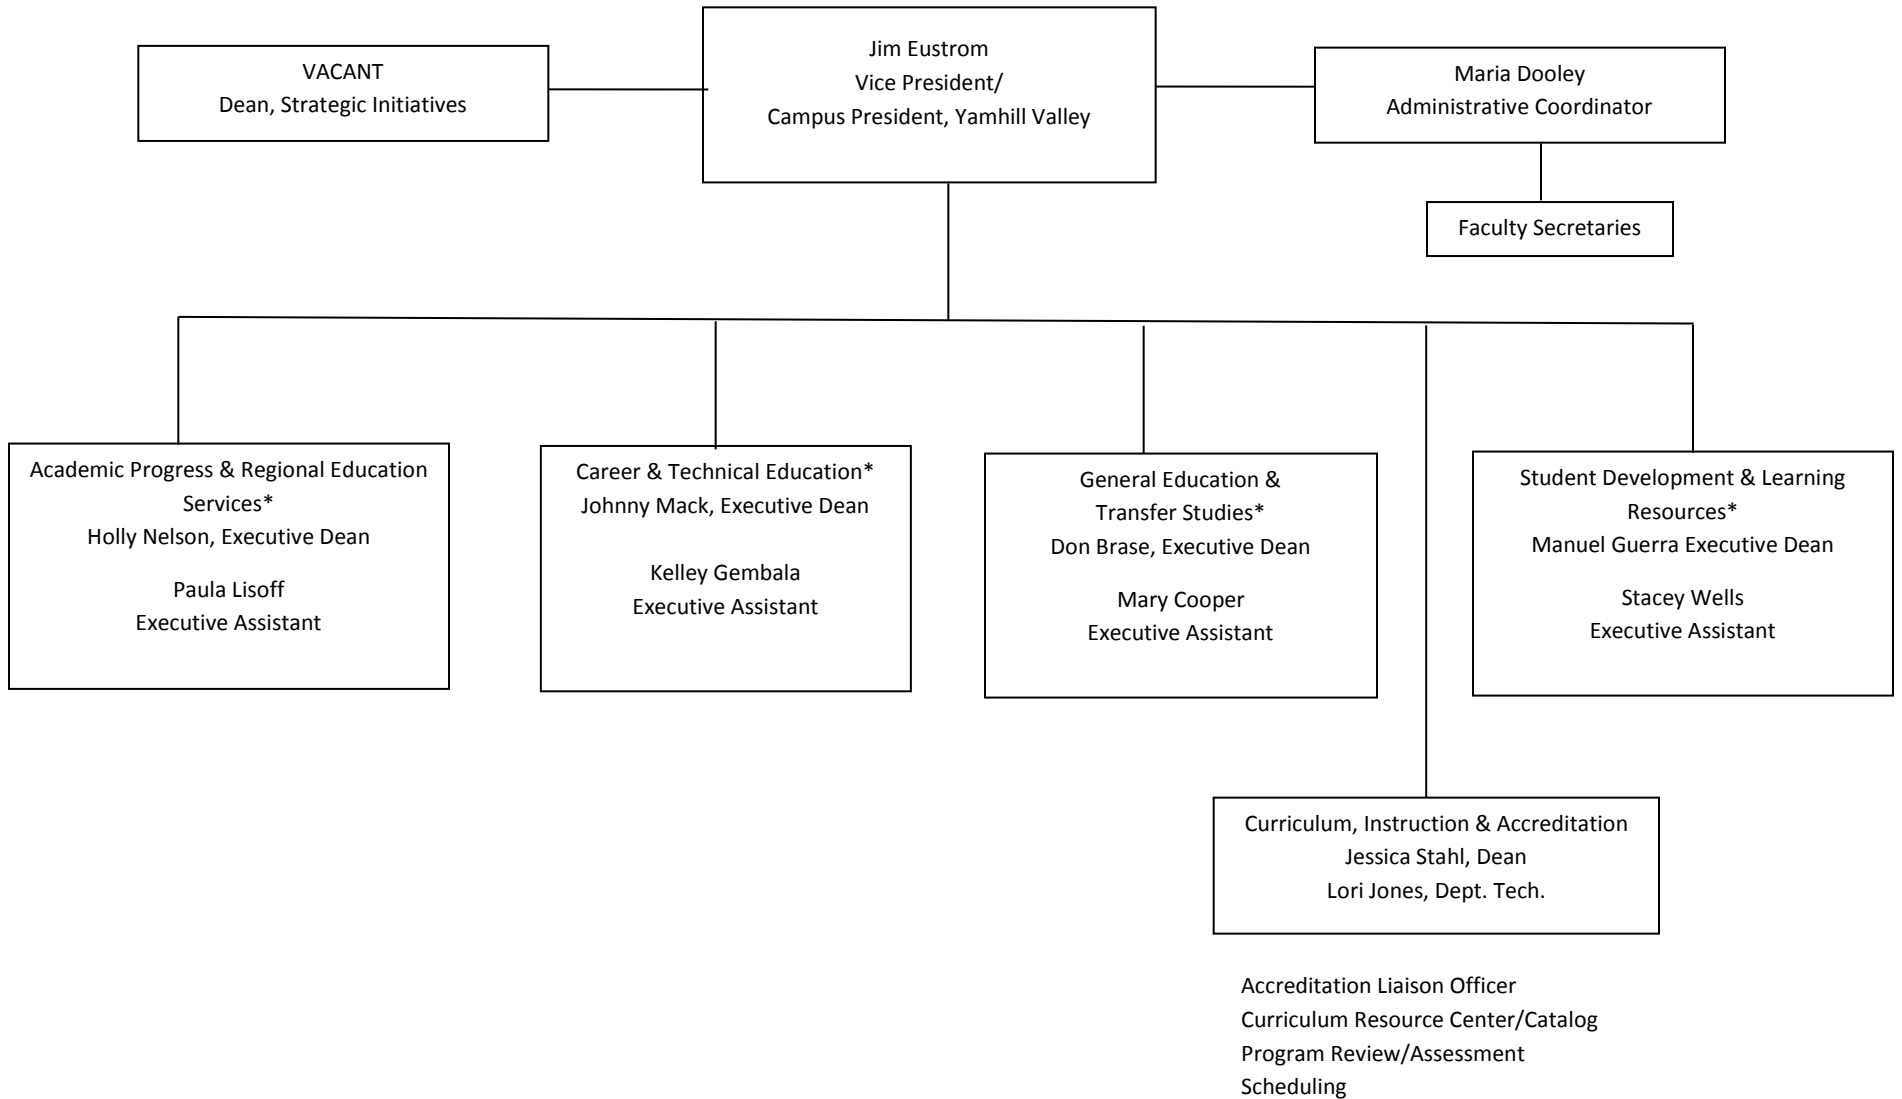 VACANT
Dean, Strategic Initiatives
Jim Eustrom
Vice President/
Campus President, Yamhill Valley
Maria Dooley
Administrative Coordinator
Faculty Secretaries
Academic Progress & Regional Education
Services*
Holly Nelson, Executive Dean
Paula Lisoff
Executive Assistant
Career & Technical Education*
Johnny Mack, Executive Dean
Kelley Gembala
Executive Assistant
General Education &
Transfer Studies*
Don Brase, Executive Dean
Mary Cooper
Executive Assistant
Student Development & Learning
Resources*
Manuel Guerra Executive Dean
Stacey Wells
Executive Assistant
Curriculum, Instruction & Accreditation
Jessica Stahl, Dean
Lori Jones, Dept. Tech.
Accreditation Liaison Officer
Curriculum Resource Center/Catalog
Program Review/Assessment
Scheduling